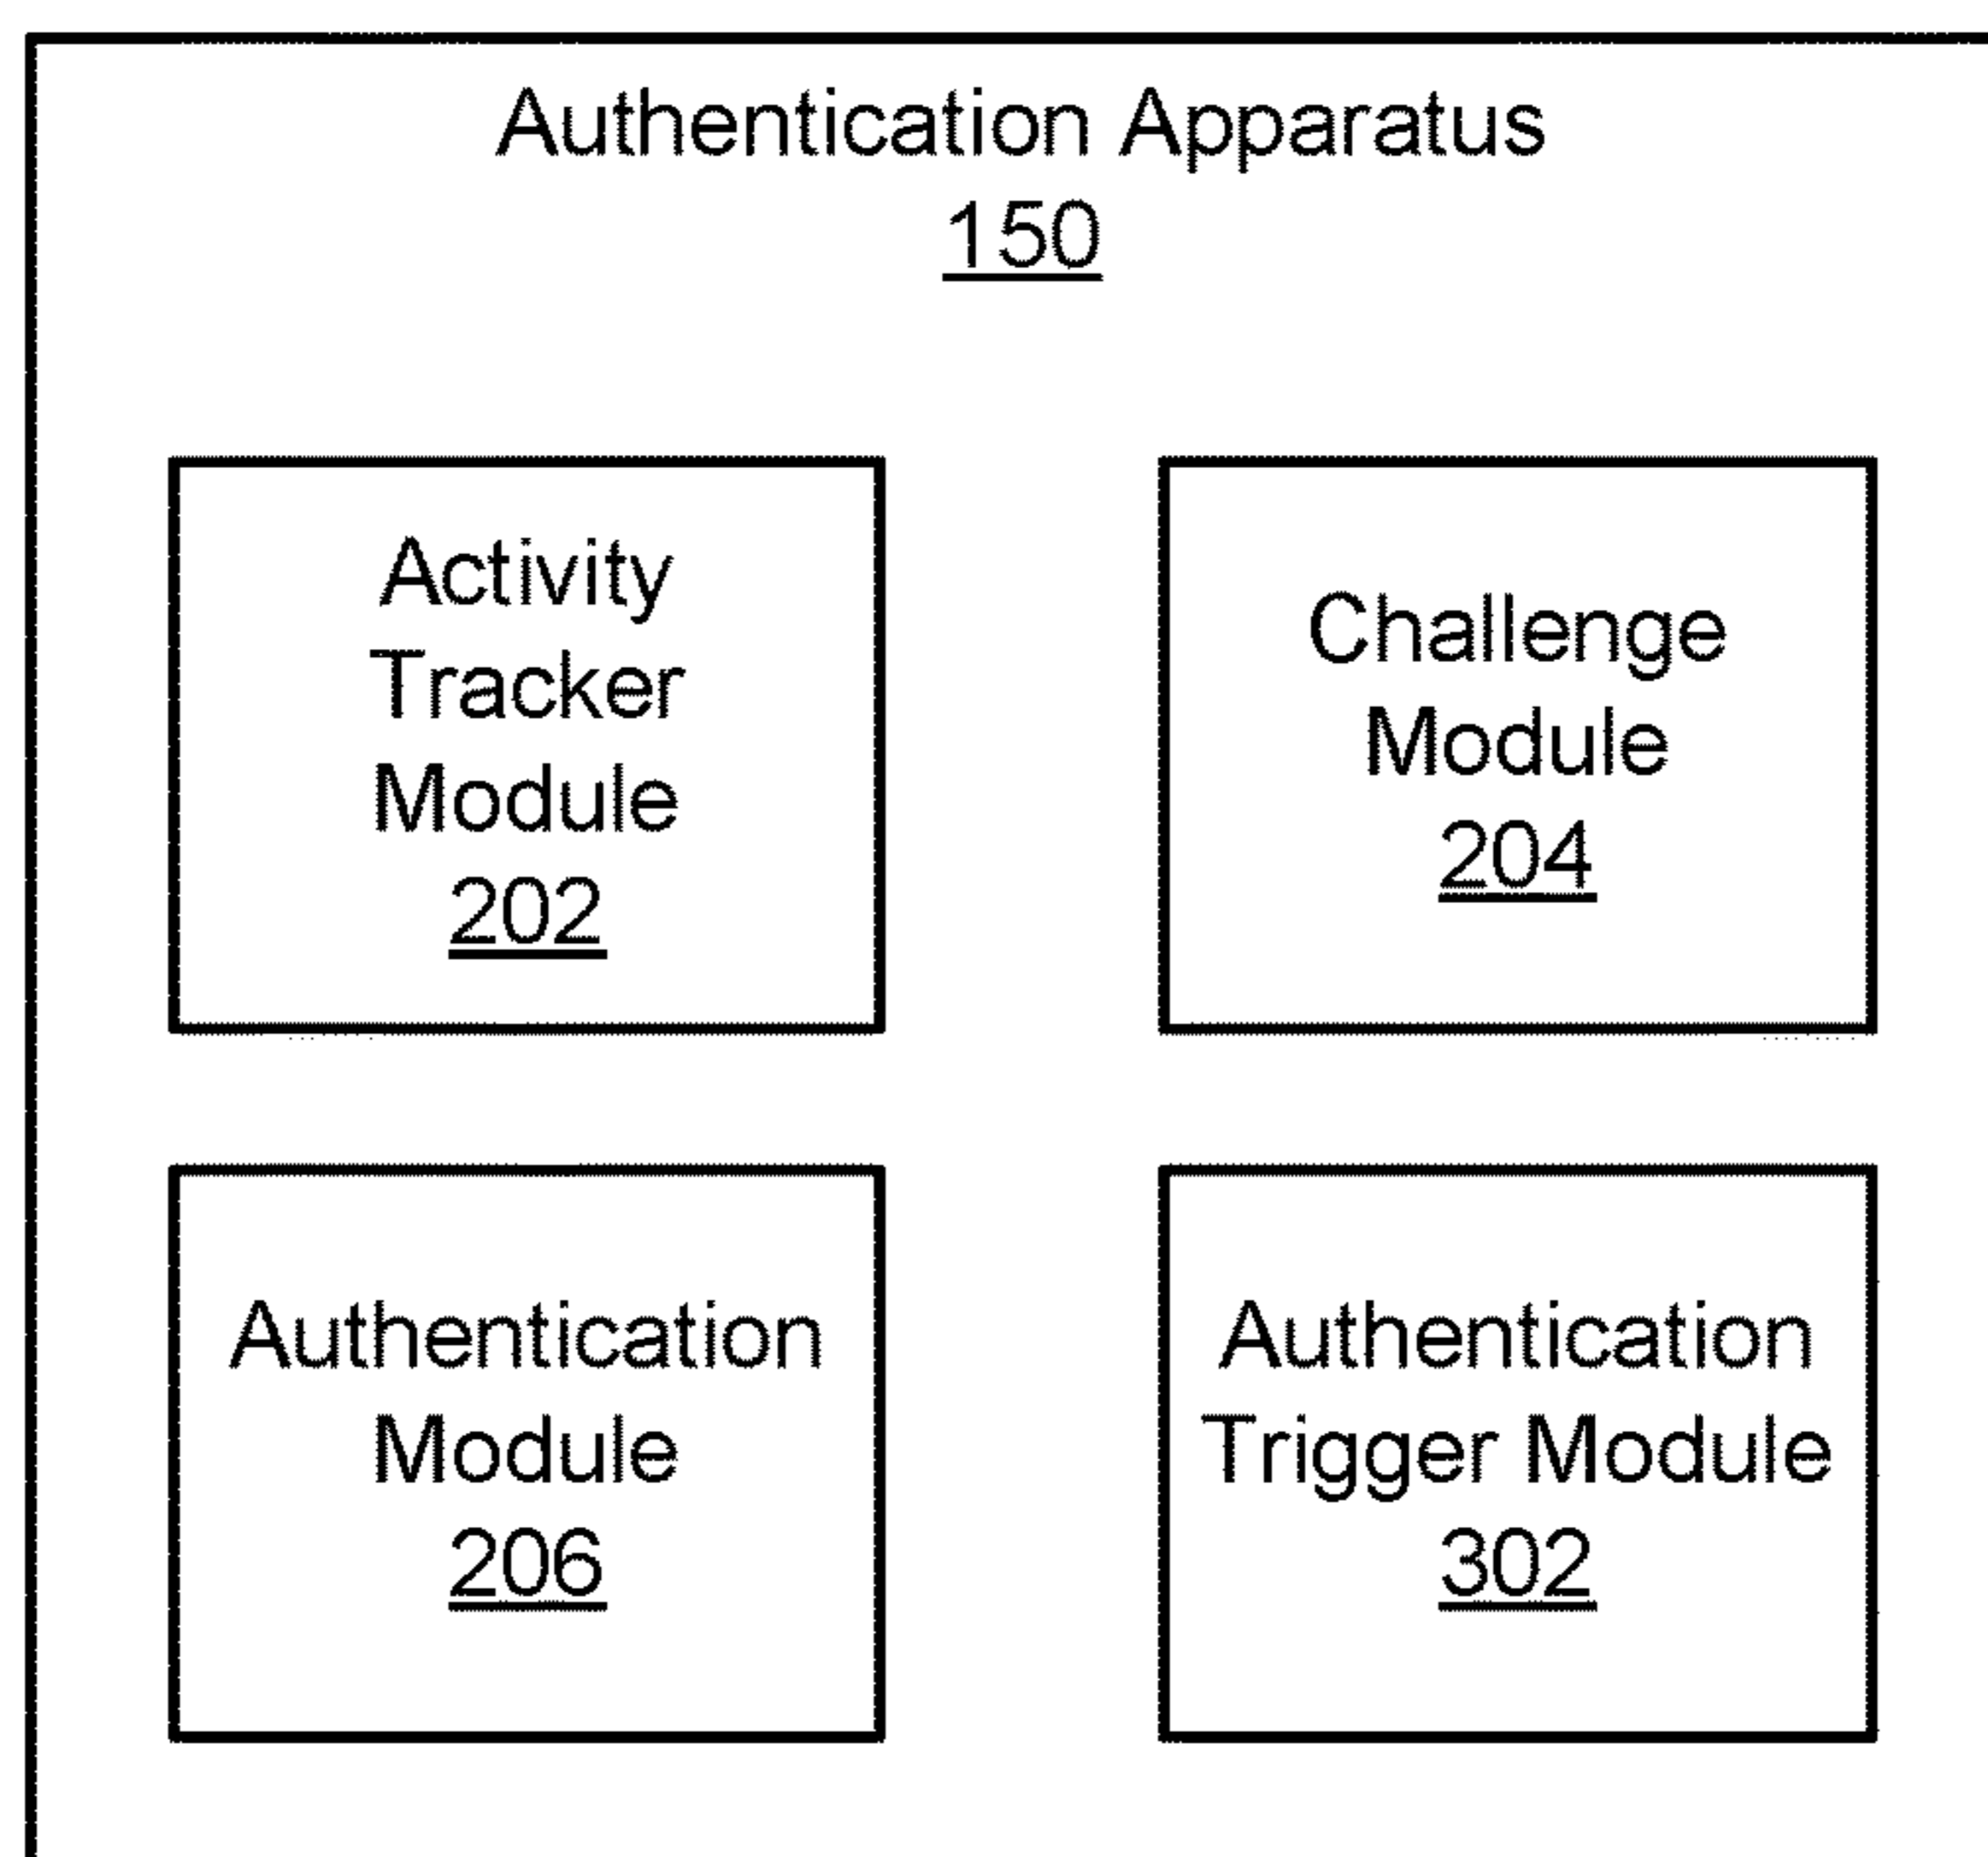 Authentication Apparatus
150
Activity
Tracker
Module
202
Challenge
Module
204
Authentication
Module
206
Authentication
Trigger Module
302